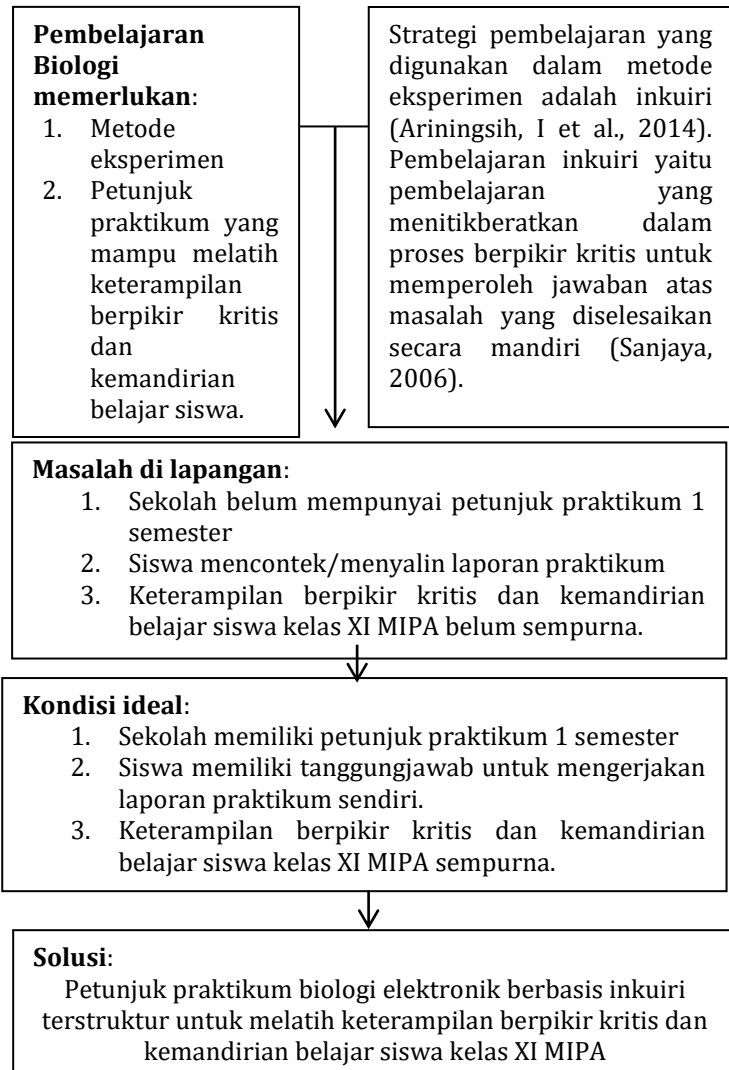 Pembelajaran
Biologi
memerlukan:
1. Metode
eksperimen
2. Petunjuk
praktikum yang
mampu melatih
keterampilan
berpikir kritis
dan
kemandirian
belajar siswa.
Strategi pembelajaran yang
digunakan dalam metode
eksperimen adalah inkuiri
(Ariningsih, I et al., 2014).
Pembelajaran inkuiri yaitu
pembelajaran yang
menitikberatkan dalam
proses berpikir kritis untuk
memperoleh jawaban atas
masalah yang diselesaikan
secara mandiri (Sanjaya,
2006).
Masalah di lapangan:
1. Sekolah belum mempunyai petunjuk praktikum 1
semester
2. Siswa mencontek/menyalin laporan praktikum
3. Keterampilan berpikir kritis dan kemandirian
belajar siswa kelas XI MIPA belum sempurna.
Kondisi ideal:
1. Sekolah memiliki petunjuk praktikum 1 semester
2. Siswa memiliki tanggungjawab untuk mengerjakan
laporan praktikum sendiri.
3. Keterampilan berpikir kritis dan kemandirian
belajar siswa kelas XI MIPA sempurna.
Solusi:
Petunjuk praktikum biologi elektronik berbasis inkuiri
terstruktur untuk melatih keterampilan berpikir kritis dan
kemandirian belajar siswa kelas XI MIPA